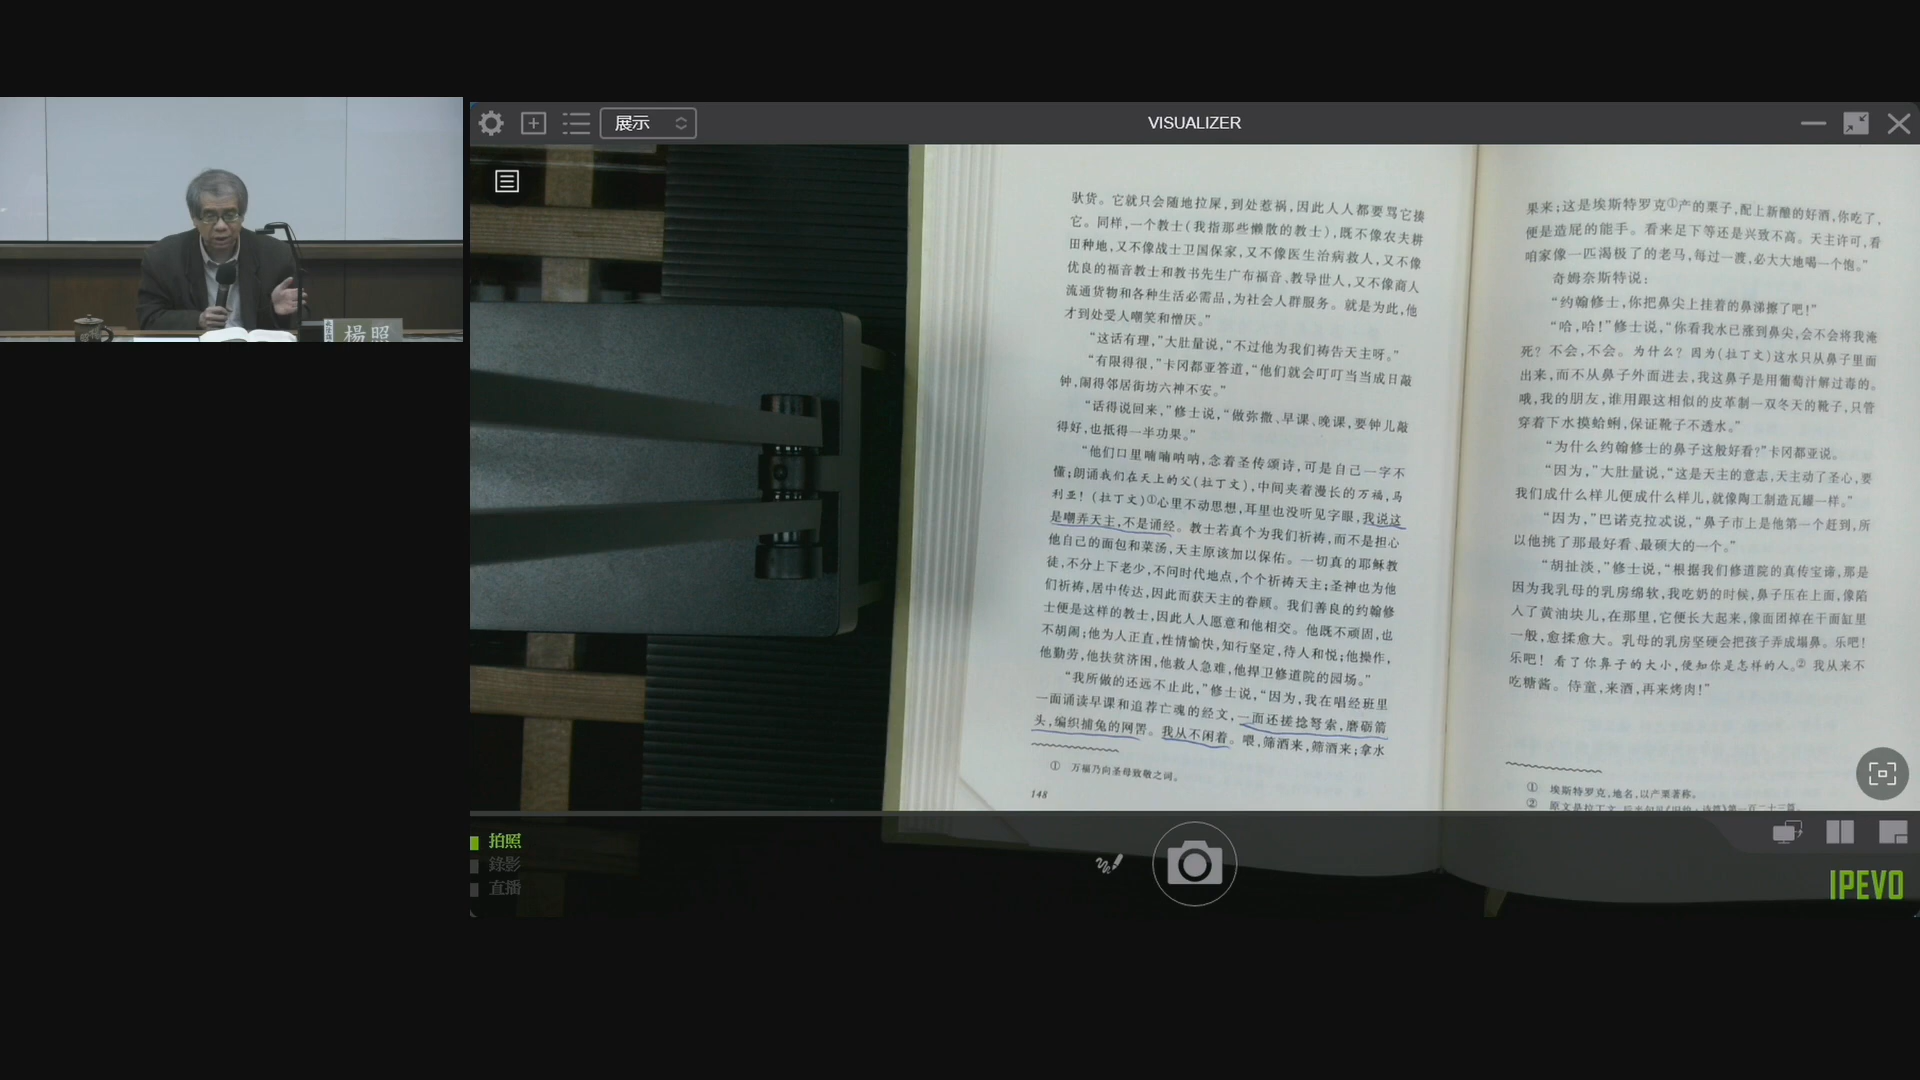 楊照
展示
VISUALIZER
驮货。它就只会随地拉屎,到处惹祸,因此人人都要骂它揍
它。同样,一个教士(我指那些懒散的教士),既不像农夫耕
田种地,又不像战士卫国保家,又不像医生治病救人,又不像
优良的福音教士和教书先生广布福音、教导世人,又不像商人
流通货物和各种生活必需品,为社会人群服务。就是为此,他
才到处受人嘲笑和憎厌。”
“这话有理,”大肚量说,“不过他为我们祷告天主呀。”
“有限得很,”卡冈都亚答道,“他们就会叮叮当当成日敲
钟,闹得邻居街坊六神不安。”
“话得说回来,”修士说,“做弥撒、早课、晚课,要钟儿敲
得好,也抵得一半功果。”
“他们口里喃喃呐呐,念着圣传颂诗,可是自己一字不
懂;朗诵我们在天上的父(拉丁文),中间夹着漫长的万福,马
利亚!(拉丁文)①心里不动思想,耳里也没听见字眼,我说这
是嘲弄天主,不是诵经。教士若真个为我们祈祷,而不是担心
他自己的面包和菜汤,天主原该加以保佑。一切真的耶稣教
徒,不分上下老少,不问时代地点,个个祈祷天主;圣神也为他
们祈祷,居中传达,因此而获天主的眷顾。我们善良的约翰修
士便是这样的教士,因此人人愿意和他相交。他既不顽固,也
不胡闹;他为人正直,性情愉快,知行坚定,待人和悦;他操作,
他勤劳,他扶贫济困,他救人急难,他捍卫修道院的园场。”
“我所做的还远不止此,”修士说,“因为,我在唱经班里
一面诵读早课和追荐亡魂的经文,一面还搓捻弩索,磨砺箭
头,编织捕兔的网罟。我从不闲着。喂,筛酒来,筛酒来;拿水
① 万福乃向圣母致敬之词。
148
果来;这是埃斯特罗克①产的栗子,配上新酿的好酒,你吃了,
便是造屁的能手。看来足下等还是兴致不高。天主许可,看
咱家像一匹渴极了的老马,每过一渡,必大大地喝一个饱。”
奇姆奈斯特说:
“约翰修士,你把鼻尖上挂着的鼻涕擦了吧!”
“哈,哈!”修士说,“你看我水已涨到鼻尖,会不会将我淹
死?不会,不会。为什么?因为(拉丁文)这水只从鼻子里面
出来,而不从鼻子外面进去,我这鼻子是用葡萄汁解过毒的。
哦,我的朋友,谁用跟这相似的皮革制一双冬天的靴子,只管
穿着下水摸蛤蜊,保证靴子不透水。”
“为什么约翰修士的鼻子这般好看?”卡冈都亚说。
“因为,”大肚量说,“这是天主的意志,天主动了圣心,要
我们成什么样儿便成什么样儿,就像陶工制造瓦罐一样。”
“因为,”巴诺克拉忒说,“鼻子市上是他第一个赶到,所
以他挑了那最好看、最硕大的一个。”
“胡扯淡,”修士说,“根据我们修道院的真传宝谛,那是
因为我乳母的乳房绵软,我吃奶的时候,鼻子压在上面,像陷
入了黄油块儿,在那里,它便长大起来,像面团掉在干面缸里
一般,愈揉愈大。乳母的乳房坚硬会把孩子弄成塌鼻。乐吧!
乐吧!看了你鼻子的大小,便知你是怎样的人。② 我从来不
吃糖酱。侍童,来酒,再来烤肉!”
① 埃斯特罗克,地名,以产栗著称。
② 原文是拉丁文,
拍照
錄影
直播
IPEVO